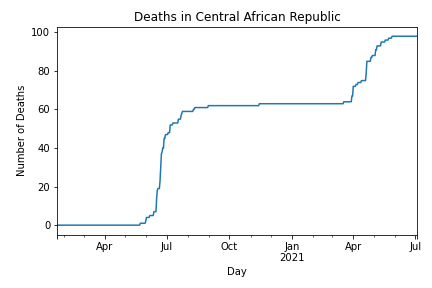 Deaths in Central African Republic
100
80
60
40
20
0
Number of Deaths
Apr Jul Oct Jan Apr Jul
2021
Day